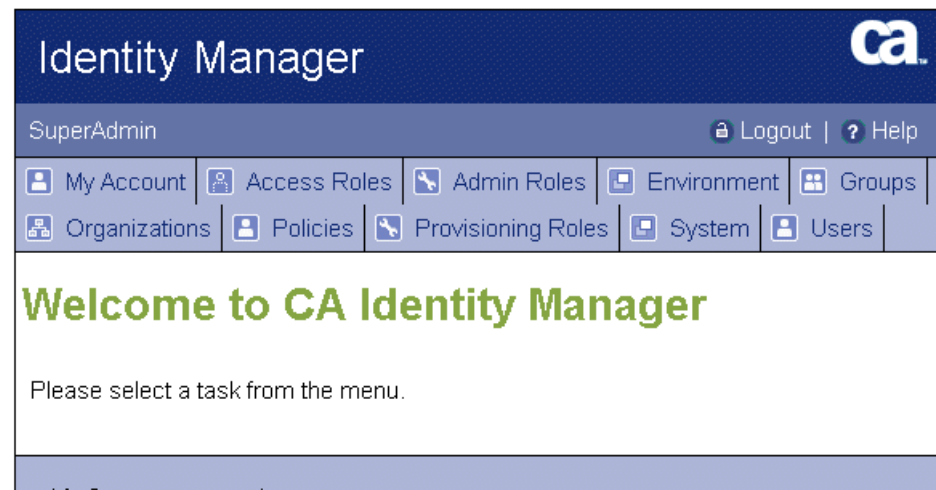 Identity Manager
ca
SuperAdmin
Logout | Help
My Account Access Roles Admin Roles Environment Groups
Organizations Policies Provisioning Roles System Users
Welcome to CA Identity Manager
Please select a task from the menu.